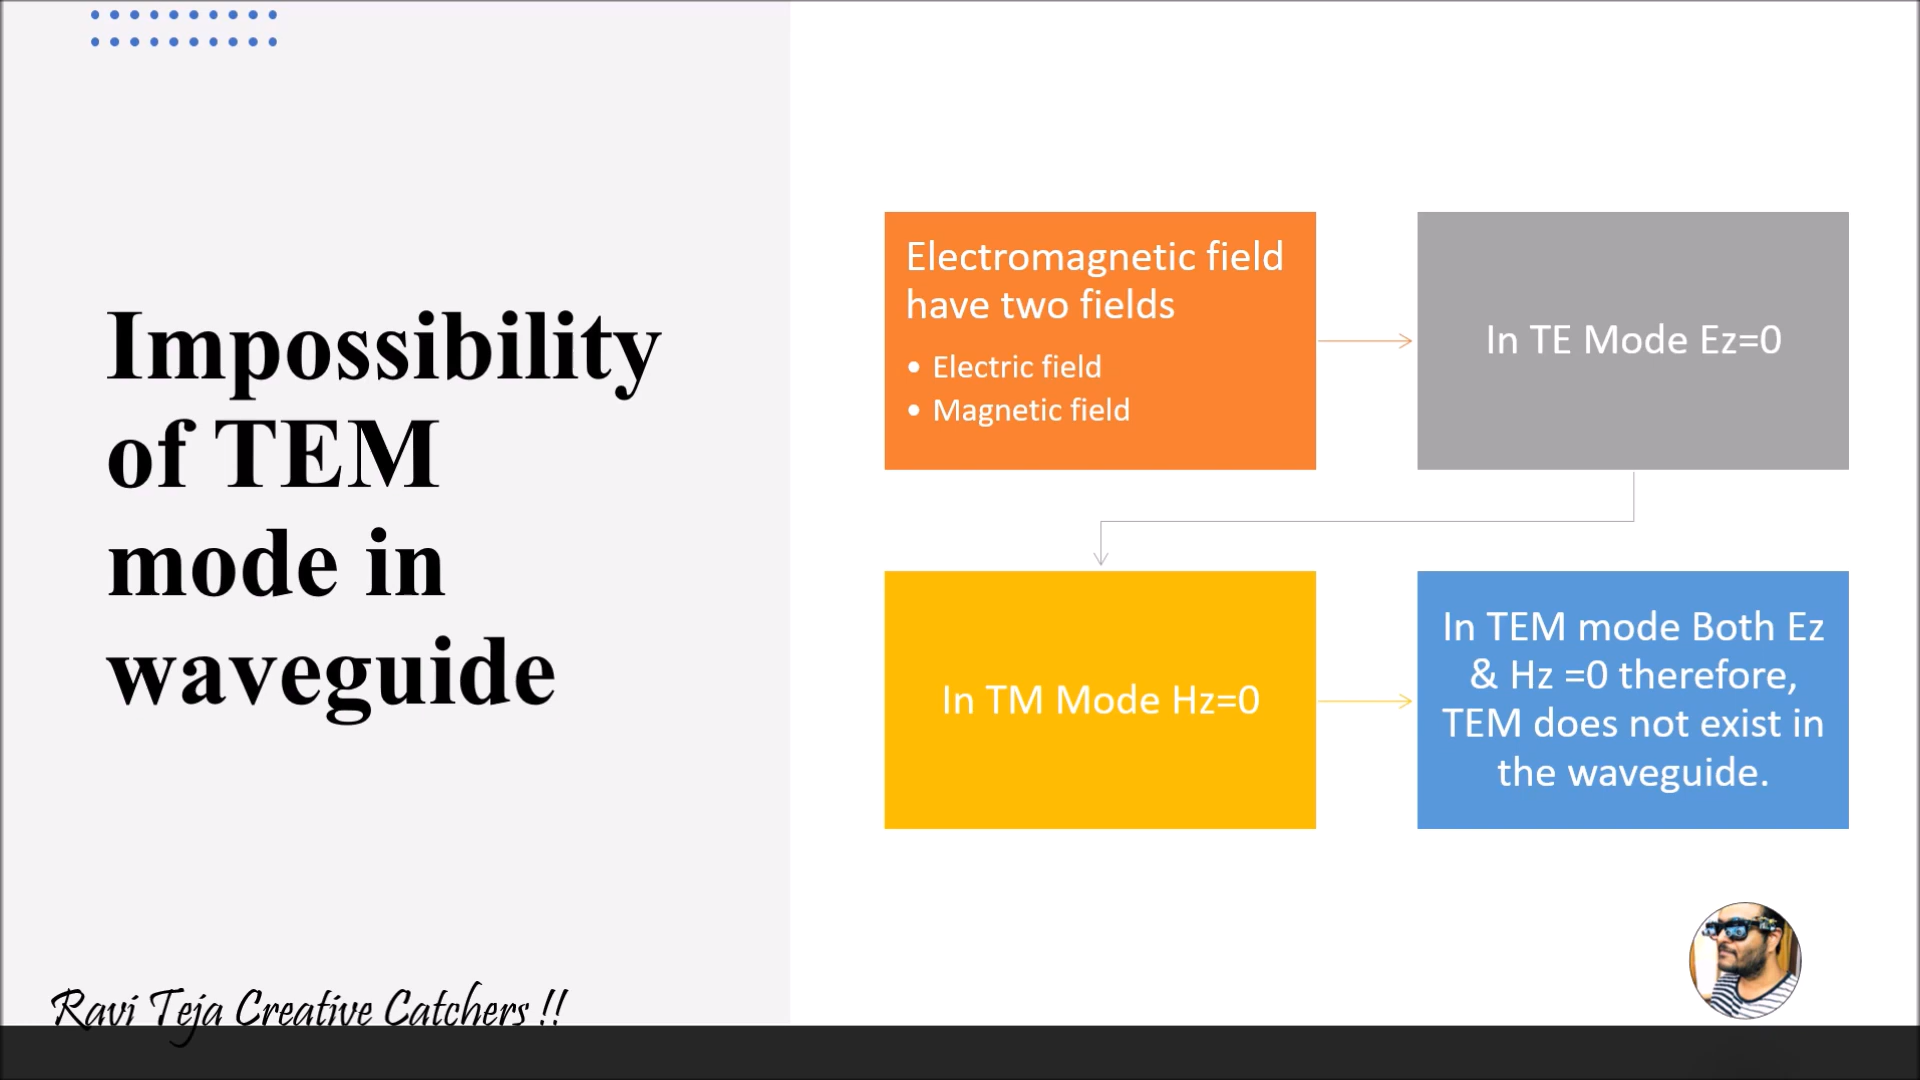 Impossibility
of TEM
mode in
waveguide
Electromagnetic field
have two fields
• Electric field
• Magnetic field
In TE Mode Ez=0
In TM Mode Hz=0
In TEM mode Both Ez
& Hz =0 therefore,
TEM does not exist in
the waveguide.
Ravi Teja Creative Catchers !!